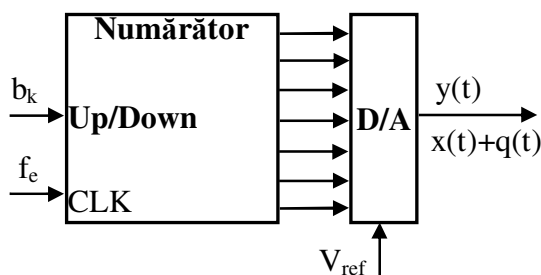 Numărător
b_k
Up/Down
D/A
y(t)
x(t)+q(t)
f_e
CLK
V_ref